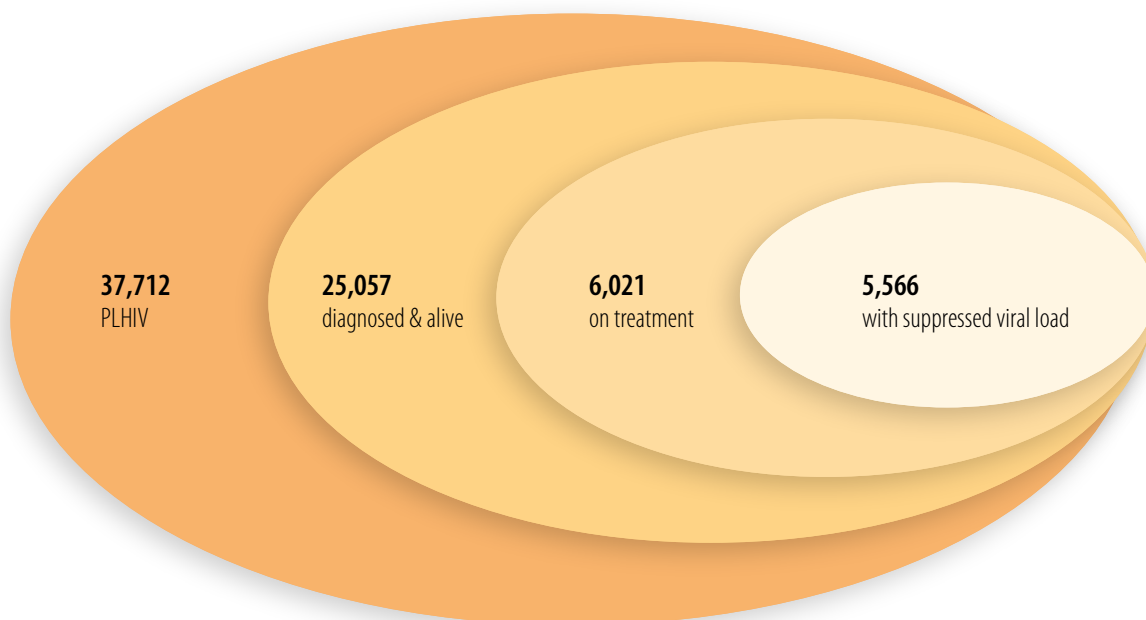 37,712
PLHIV
25,057
diagnosed & alive
6,021
on treatment
5,566
with suppressed viral load